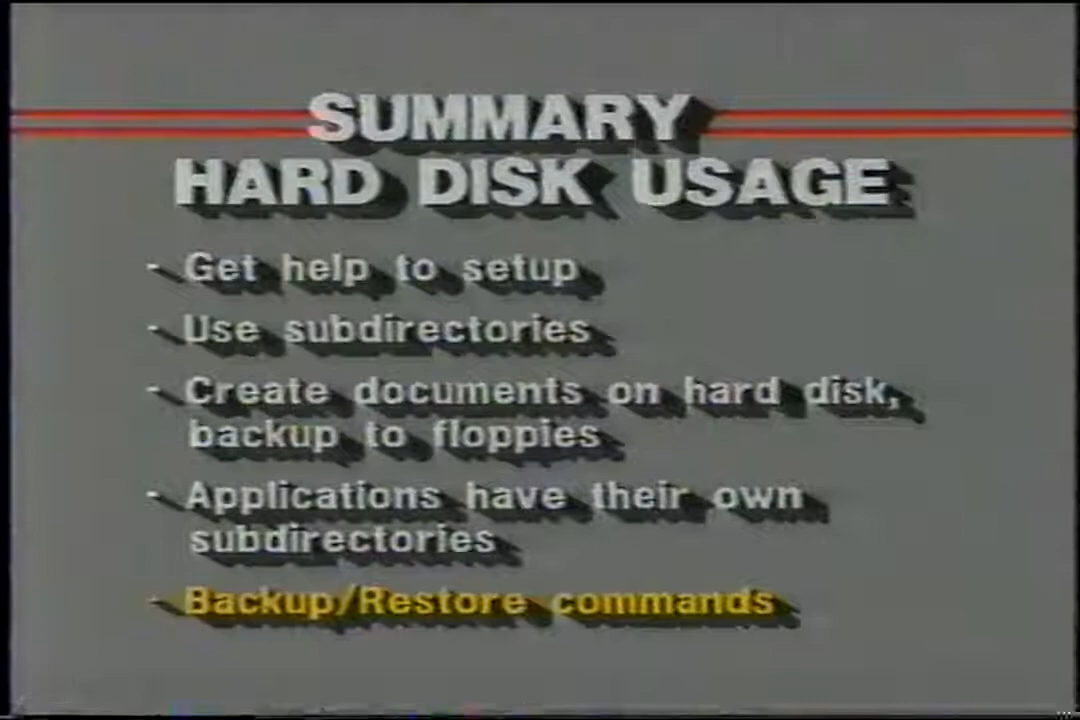 SUMMARY
HARD DISK USAGE
- Get help to setup
- Use subdirectories
- Create documents on hard disk,
backup to floppies
- Applications have their own
subdirectories
- Backup/Restore commands